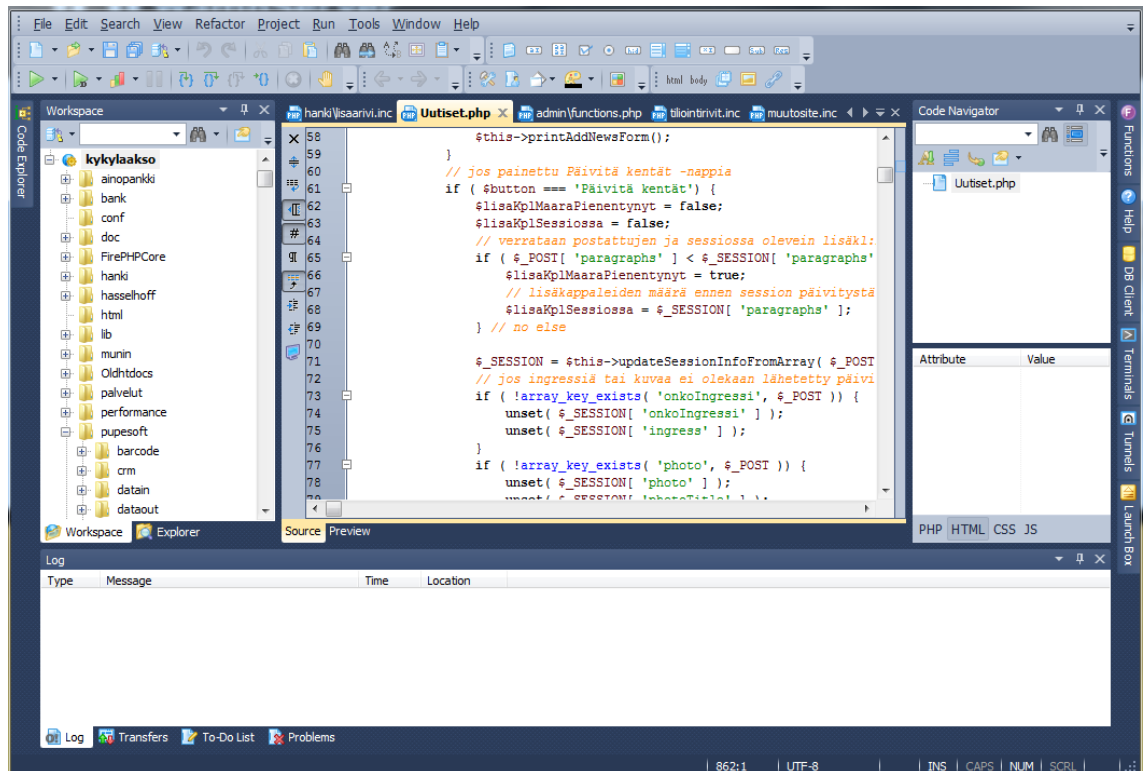 File Edit Search View Refactor Project Run Tools Window Help
html body
Workspace
hanki\lisaarivi.inc Uutiset.php admin\functions.php tiliointirivit.inc muutosite.inc
Code Navigator
Code Explorer
kykylaakso
ainopankki
bank
conf
doc
FirePHPCore
hanki
hasselhoff
html
lib
munin
Oldhtdocs
palvelut
performance
pupesoft
barcode
crm
datain
dataout
Workspace Explorer
58 $this->printAddNewsForm();
59 }
60 // jos painettu Päivitä kentät -nappia
61 if ( $button === 'Päivitä kentät') {
62 $lisaKplMaaraPienentynyt = false;
63 $lisaKplSessiossa = false;
64 // verrataan postattujen ja sessiossa olevein lisäkl:
65 if ( $_POST[ 'paragraphs' ] < $_SESSION[ 'paragraphs'
66 $lisaKplMaaraPienentynyt = true;
67 // lisäkappaleiden määrä ennen session päivitystä
68 $lisaKplSessiossa = $_SESSION[ 'paragraphs' ];
69 } // no else
70
71 $_SESSION = $this->updateSessionInfoFromArray( $_POST
72 // jos ingressiä tai kuvaa ei olekaan lähetetty päivi
73 if ( !array_key_exists( 'onkoIngressi', $_POST )) {
74 unset( $_SESSION[ 'onkoIngressi' ] );
75 unset( $_SESSION[ 'ingress' ] );
76 }
77 if ( !array_key_exists( 'photo', $_POST )) {
78 unset( $_SESSION[ 'photo' ] );
79 unset( $_SESSION[ 'photoTitle' ] );
Source Preview
Uutiset.php
Attribute Value
PHP HTML CSS JS
Functions
Help
DB Client
Terminals
Tunnels
Launch Box
Log
Type Message Time Location
Log Transfers To-Do List Problems
862:1 UTF-8 INS CAPS NUM SCRL